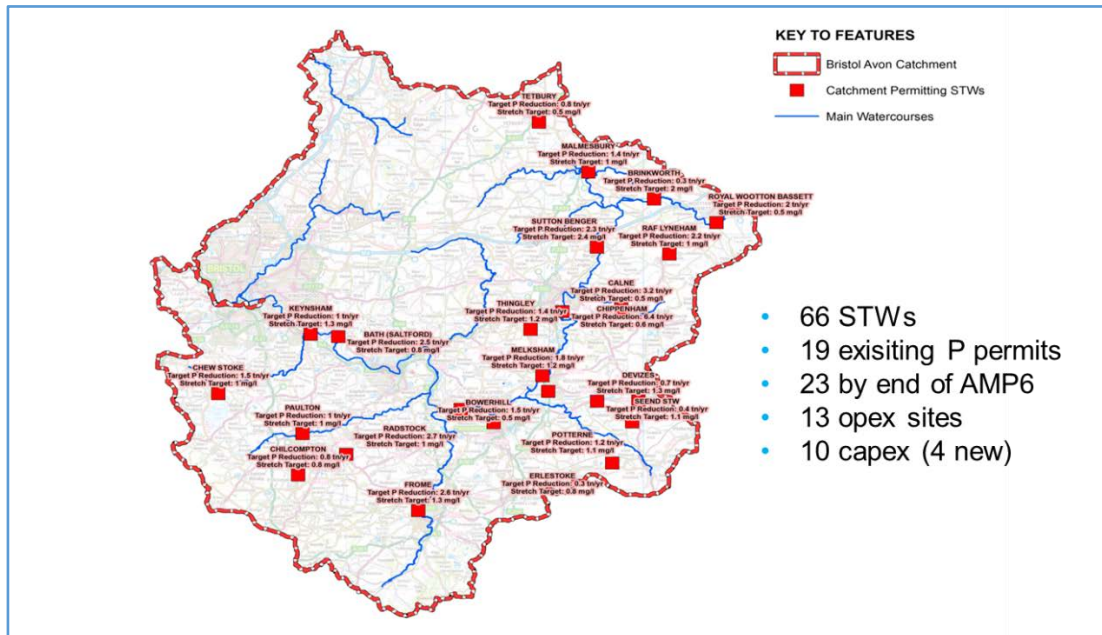 KEY TO FEATURES
Bristol Avon Catchment
Catchment Permitting STWs
Main Watercourses
TETBURY
Target P Reduction: 0.8 tn/yr
Stretch Target: 0.5 mg/l
MALMESBURY
Target P Reduction: 1.4 tn/yr
Stretch Target: 1 mg/l
BRINKWORTH
Target P Reduction: 0.3 tn/yr
Stretch Target: 2 mg/l
ROYAL WOOTTON BASSETT
Target P Reduction: 2 tn/yr
Stretch Target: 0.5 mg/l
SUTTON BENGER
Target P Reduction: 2.3 tn/yr
Stretch Target: 2.4 mg/l
RAF LYNEHAM
Target P Reduction: 2.2 tn/yr
Stretch Target: 1 mg/l
BRISTOL
CALNE
Target P Reduction: 3.2 tn/yr
Stretch Target: 0.5 mg/l
CHIPPENHAM
Target P Reduction: 6.4 tn/yr
Stretch Target: 0.6 mg/l
THINGLEY
Target P Reduction: 1.4 tn/yr
Stretch Target: 1.2 mg/l
KEYNSHAM
Target P Reduction: 1 tn/yr
Stretch Target: 1.3 mg/l
BATH (SALTFORD)
Target P Reduction: 2.5 tn/yr
Stretch Target: 0.8 mg/l
MELKSHAM
Target P Reduction: 1.8 tn/yr
Stretch Target: 1.2 mg/l
CHEW STOKE
Target P Reduction: 1.5 tn/yr
Stretch Target: 1 mg/l
DEVIZES
Target P Reduction: 0.7 tn/yr
Stretch Target: 1.3 mg/l
SEEND STW
Target P Reduction: 0.4 tn/yr
Stretch Target: 1.1 mg/l
BOWERHILL
Target P Reduction: 1.5 tn/yr
Stretch Target: 0.5 mg/l
PAULTON
Target P Reduction: 1 tn/yr
Stretch Target: 1 mg/l
RADSTOCK
Target P Reduction: 2.7 tn/yr
Stretch Target: 1 mg/l
POTTERNE
Target P Reduction: 1.2 tn/yr
Stretch Target: 1.1 mg/l
CHILCOMPTON
Target P Reduction: 0.8 tn/yr
Stretch Target: 0.8 mg/l
ERLESTOKE
Target P Reduction: 0.3 tn/yr
Stretch Target: 0.8 mg/l
FROME
Target P Reduction: 2.6 tn/yr
Stretch Target: 1.3 mg/l
• 66 STWs
• 19 exisiting P permits
• 23 by end of AMP6
• 13 opex sites
• 10 capex (4 new)